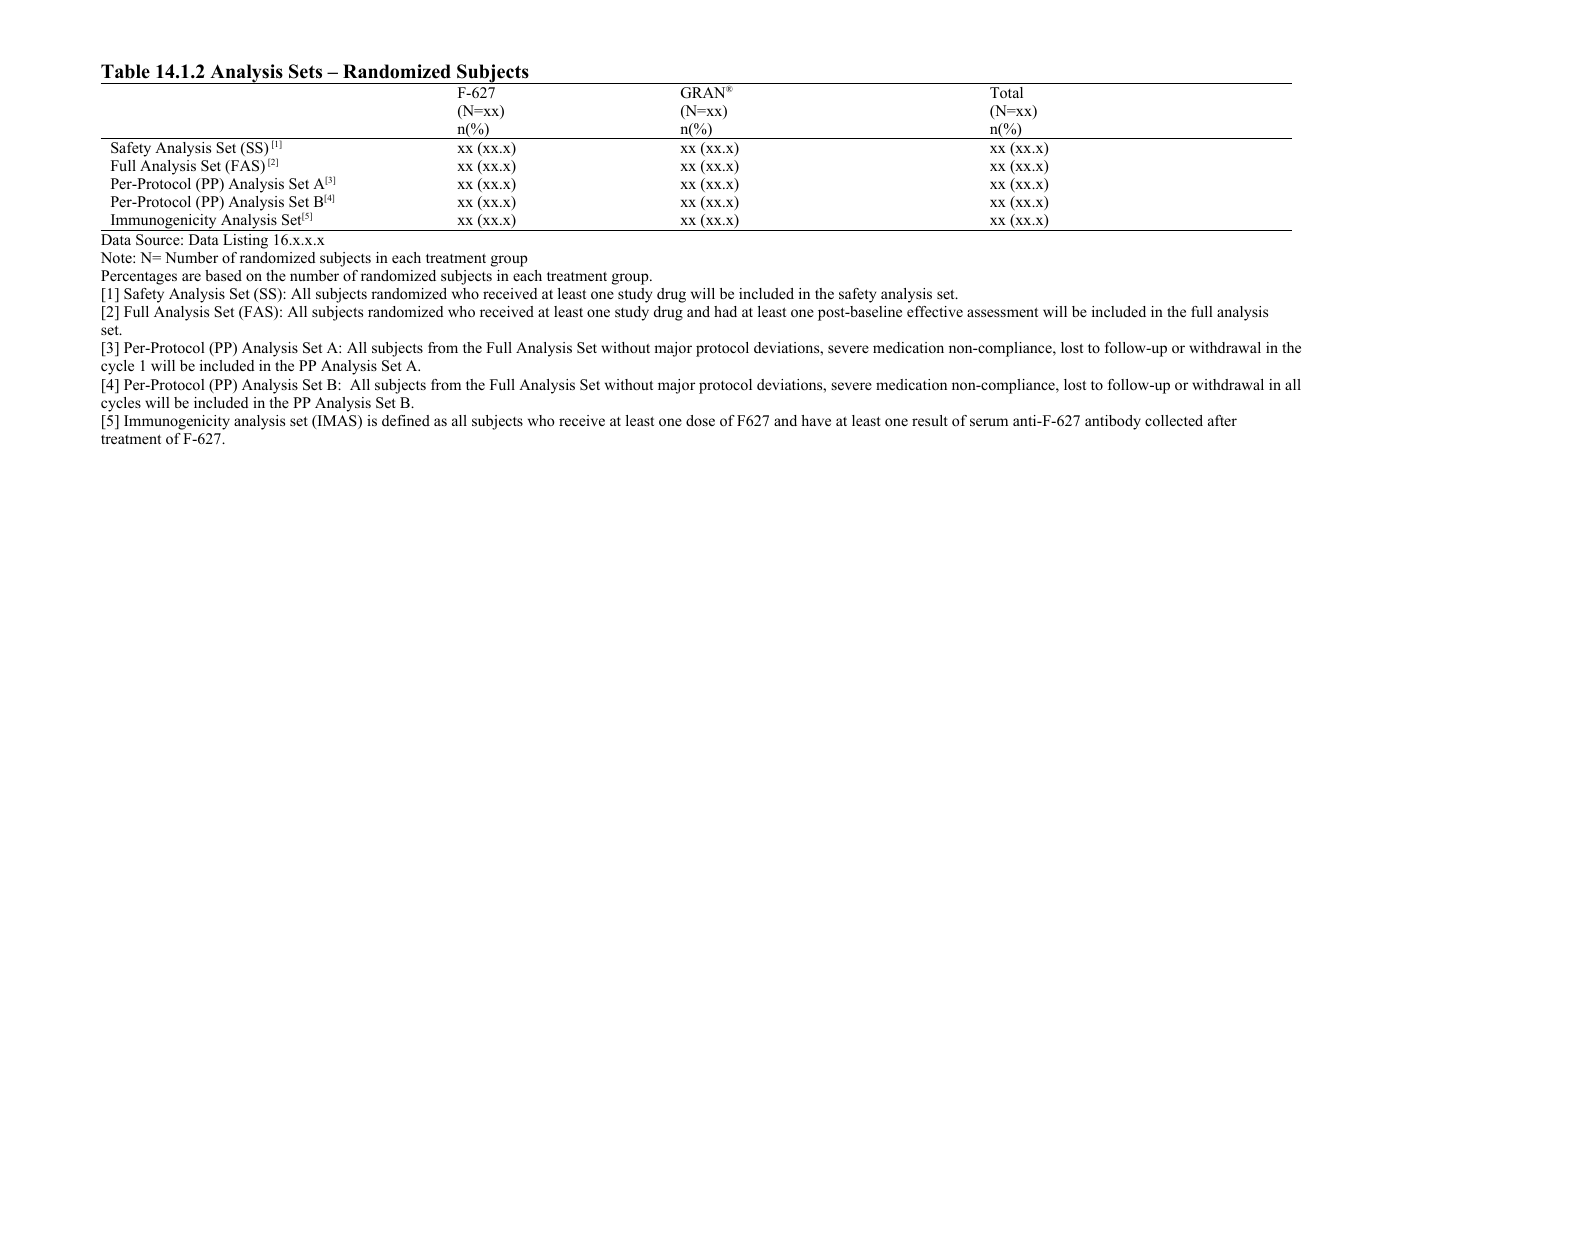 Table 14.1.2 Analysis Sets – Randomized Subjects
F-627 GRAN® Total
(N=xx) (N=xx) (N=xx)
n(%) n(%) n(%)
Safety Analysis Set (SS) [1] xx (xx.x) xx (xx.x) xx (xx.x)
Full Analysis Set (FAS) [2] xx (xx.x) xx (xx.x) xx (xx.x)
Per-Protocol (PP) Analysis Set A[3] xx (xx.x) xx (xx.x) xx (xx.x)
Per-Protocol (PP) Analysis Set B[4] xx (xx.x) xx (xx.x) xx (xx.x)
Immunogenicity Analysis Set[5] xx (xx.x) xx (xx.x) xx (xx.x)
Data Source: Data Listing 16.x.x.x
Note: N= Number of randomized subjects in each treatment group
Percentages are based on the number of randomized subjects in each treatment group.
[1] Safety Analysis Set (SS): All subjects randomized who received at least one study drug will be included in the safety analysis set.
[2] Full Analysis Set (FAS): All subjects randomized who received at least one study drug and had at least one post-baseline effective assessment will be included in the full analysis
set.
[3] Per-Protocol (PP) Analysis Set A: All subjects from the Full Analysis Set without major protocol deviations, severe medication non-compliance, lost to follow-up or withdrawal in the
cycle 1 will be included in the PP Analysis Set A.
[4] Per-Protocol (PP) Analysis Set B:  All subjects from the Full Analysis Set without major protocol deviations, severe medication non-compliance, lost to follow-up or withdrawal in all
cycles will be included in the PP Analysis Set B.
[5] Immunogenicity analysis set (IMAS) is defined as all subjects who receive at least one dose of F627 and have at least one result of serum anti-F-627 antibody collected after
treatment of F-627.